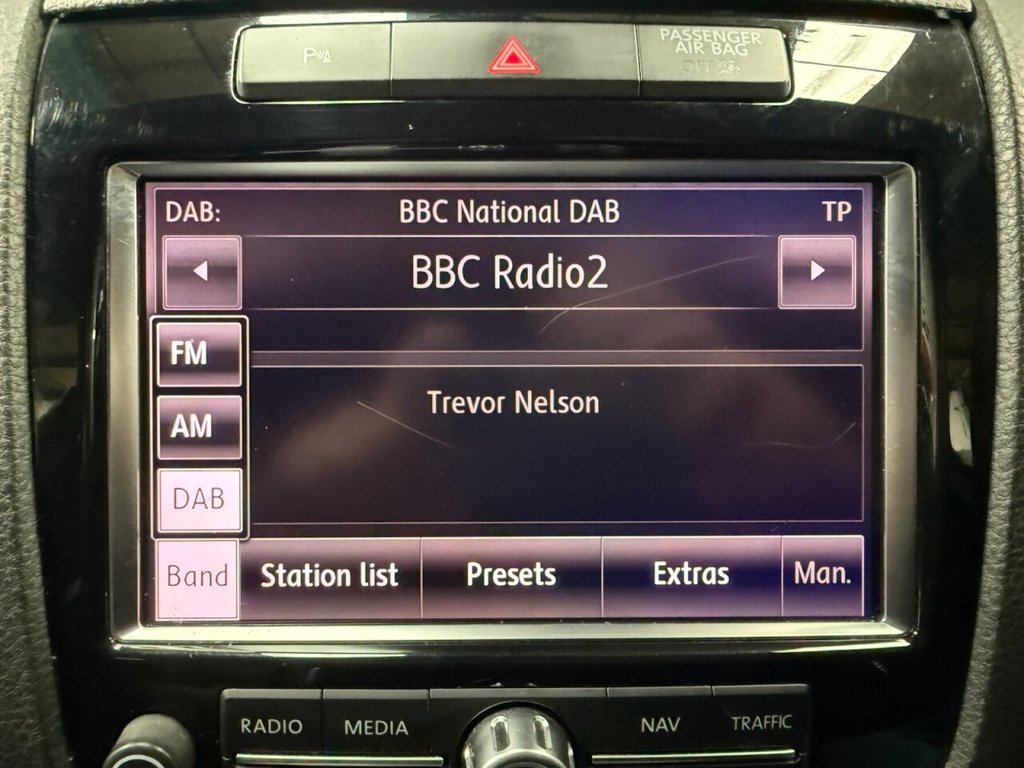 P
PASSENGER
AIR BAG
OFF
DAB: BBC National DAB TP
BBC Radio2
FM
AM
Trevor Nelson
DAB
Band Station list Presets Extras Man.
RADIO MEDIA NAV TRAFFIC